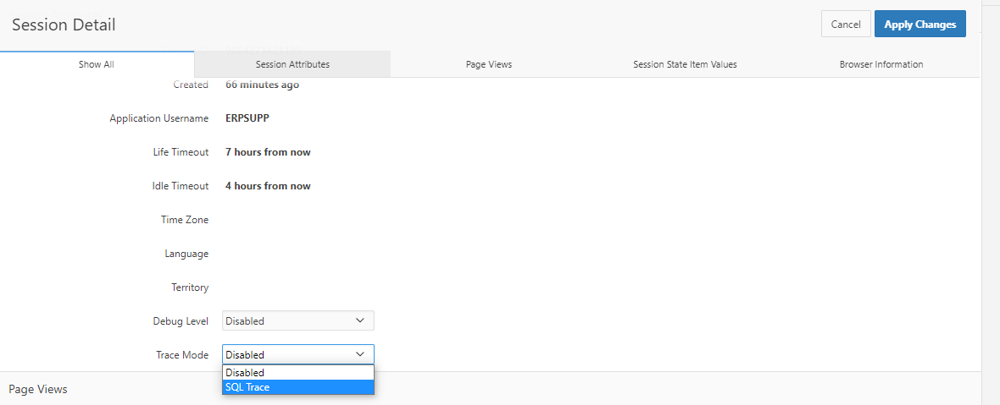 Session Detail
Cancel
Apply Changes
Show All
Session Attributes
Page Views
Session State Item Values
Browser Information
Created 66 minutes ago
Application Username ERPSUPP
Life Timeout 7 hours from now
Idle Timeout 4 hours from now
Time Zone
Language
Territory
Debug Level Disabled
Trace Mode Disabled
Disabled
SQL Trace
Page Views